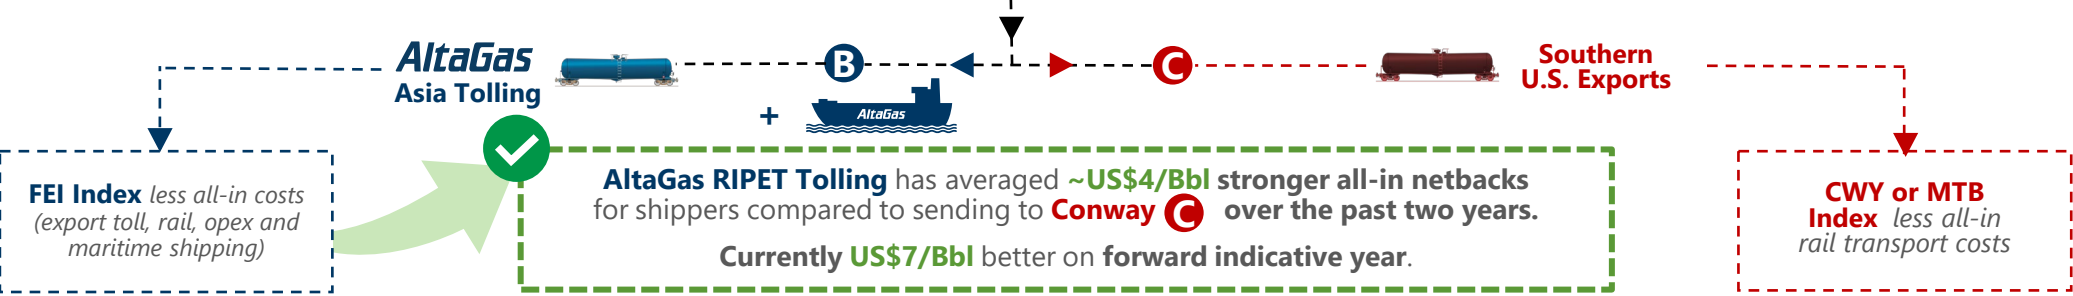 AltaGas
Asia Tolling
B
C
Southern
U.S. Exports
+
AltaGas
FEI Index less all-in costs
(export toll, rail, opex and
maritime shipping)
AltaGas RIPET Tolling has averaged ~US$4/Bbl stronger all-in netbacks
for shippers compared to sending to Conway C over the past two years.
Currently US$7/Bbl better on forward indicative year.
CWY or MTB
Index less all-in
rail transport costs